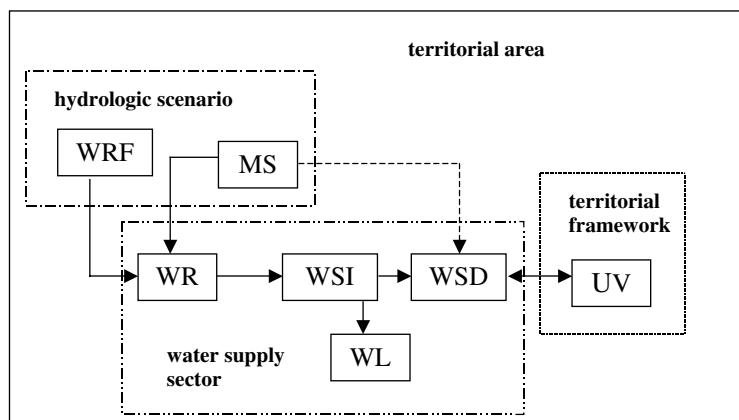 territorial area
hydrologic scenario
WRF
MS
territorial
framework
WR
WSI
WSD
UV
WL
water supply
sector